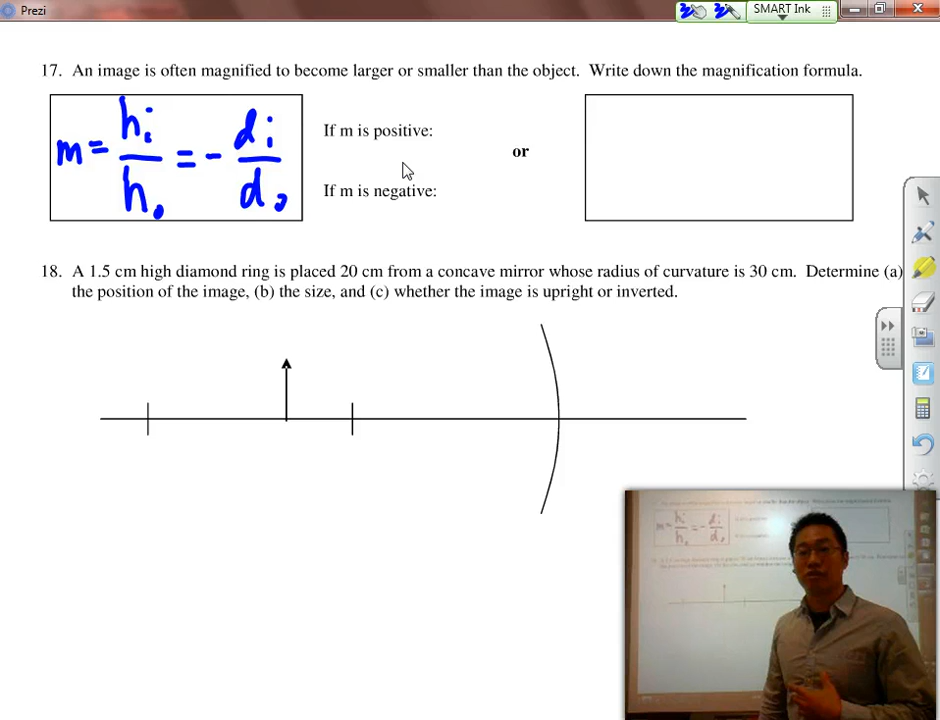 Prezi
SMART Ink
17. An image is often magnified to become larger or smaller than the object. Write down the magnification formula.
m = hi/ho = - di/do
If m is positive:
or
If m is negative:
18. A 1.5 cm high diamond ring is placed 20 cm from a concave mirror whose radius of curvature is 30 cm. Determine (a)
the position of the image, (b) the size, and (c) whether the image is upright or inverted.